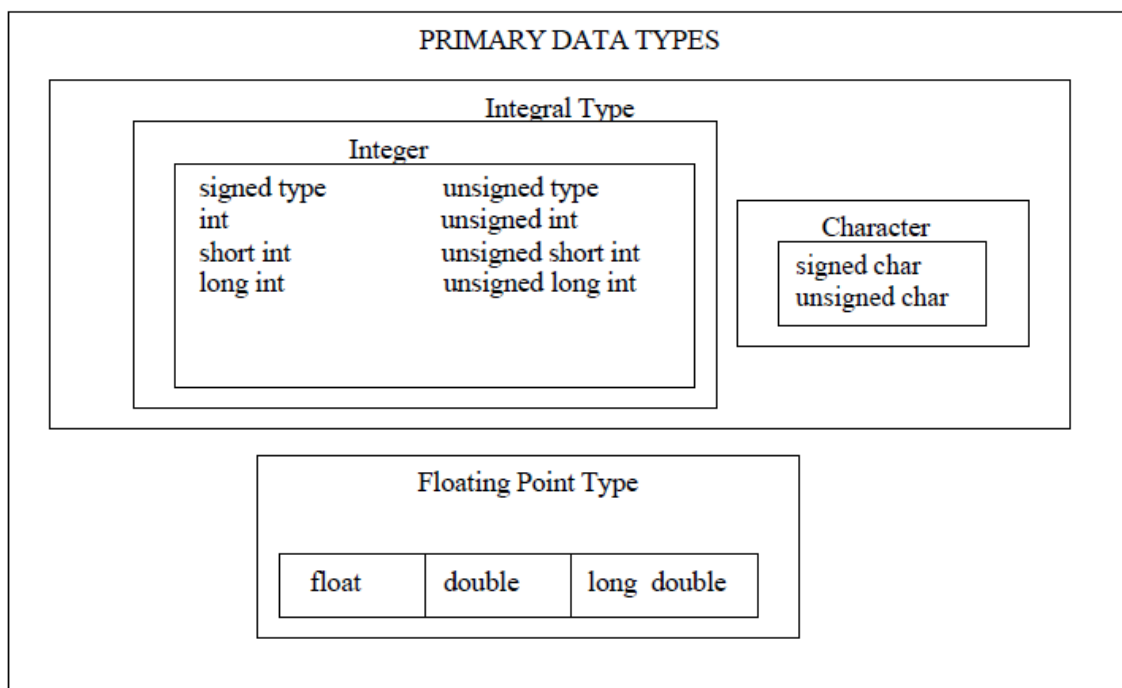 PRIMARY DATA TYPES
Integral Type
Integer
signed type unsigned type
int unsigned int
short int unsigned short int
long int unsigned long int
Character
signed char
unsigned char
Floating Point Type
float double long double